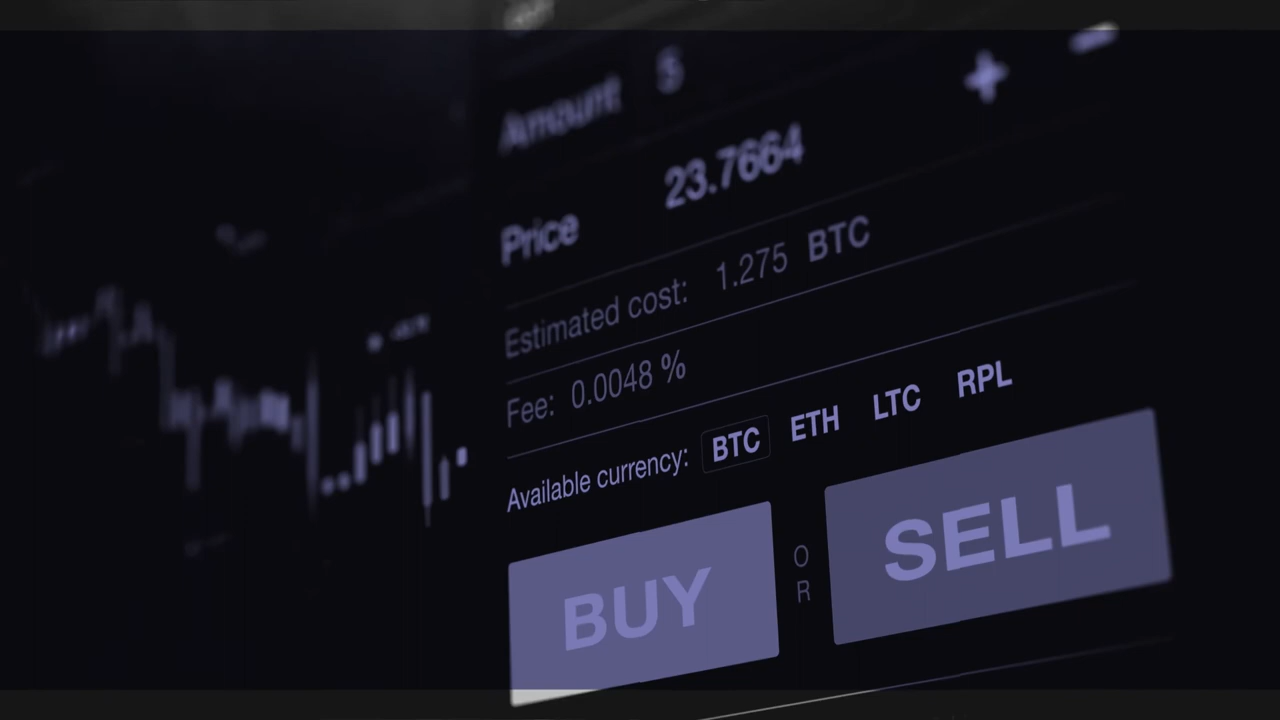 Amount 5
Price 23.7664
Estimated cost: 1.275 BTC
Fee: 0.0048 %
Available currency: BTC ETH LTC RPL
BUY
OR
SELL